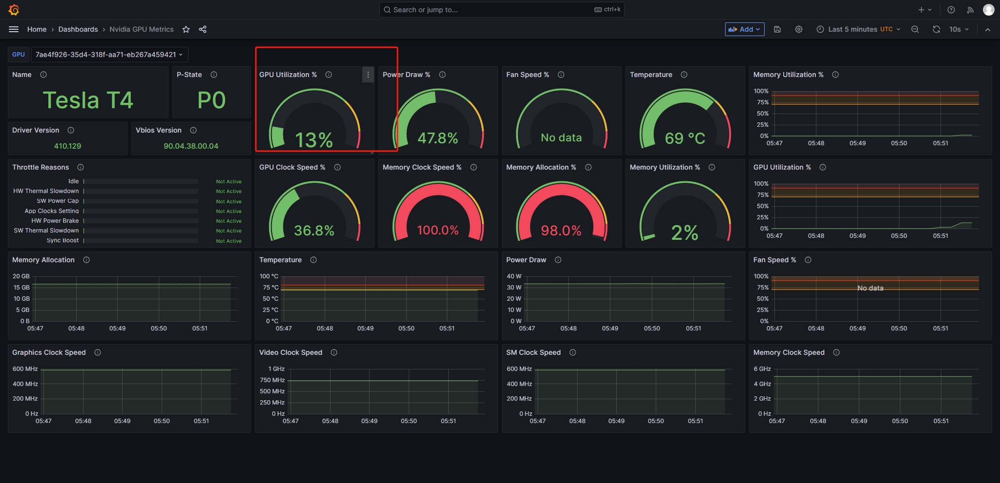 Search or jump to...
ctrl+k
Home › Dashboards › Nvidia GPU Metrics
Add
Last 5 minutes UTC
10s
GPU
7ae4f926-35d4-318f-aa71-eb267a459421
Name
Tesla T4
P-State
P0
Driver Version
410.129
Vbios Version
90.04.38.00.04
GPU Utilization %
13%
Power Draw %
47.8%
Fan Speed %
No data
Temperature
69 °C
Memory Utilization %
100%
75%
50%
25%
0%
05:47 05:48 05:49 05:50 05:51
Throttle Reasons
Idle Not Active
HW Thermal Slowdown Not Active
SW Power Cap Not Active
App Clocks Setting Not Active
HW Power Brake Not Active
SW Thermal Slowdown Not Active
Sync Boost Not Active
GPU Clock Speed %
36.8%
Memory Clock Speed %
100.0%
Memory Allocation %
98.0%
Memory Utilization %
2%
GPU Utilization %
100%
75%
50%
25%
0%
05:47 05:48 05:49 05:50 05:51
Memory Allocation
20 GB
15 GB
10 GB
5 GB
0 B
05:47 05:48 05:49 05:50 05:51
Temperature
100 °C
75 °C
50 °C
25 °C
0 °C
05:47 05:48 05:49 05:50 05:51
Power Draw
40 W
30 W
20 W
10 W
0 W
05:47 05:48 05:49 05:50 05:51
Fan Speed %
100%
75%
50%
25%
0%
No data
05:47 05:48 05:49 05:50 05:51
Graphics Clock Speed
600 MHz
400 MHz
200 MHz
0 Hz
05:47 05:48 05:49 05:50 05:51
Video Clock Speed
1 GHz
750 MHz
500 MHz
250 MHz
0 Hz
05:47 05:48 05:49 05:50 05:51
SM Clock Speed
600 MHz
400 MHz
200 MHz
0 Hz
05:47 05:48 05:49 05:50 05:51
Memory Clock Speed
6 GHz
4 GHz
2 GHz
0 Hz
05:47 05:48 05:49 05:50 05:51